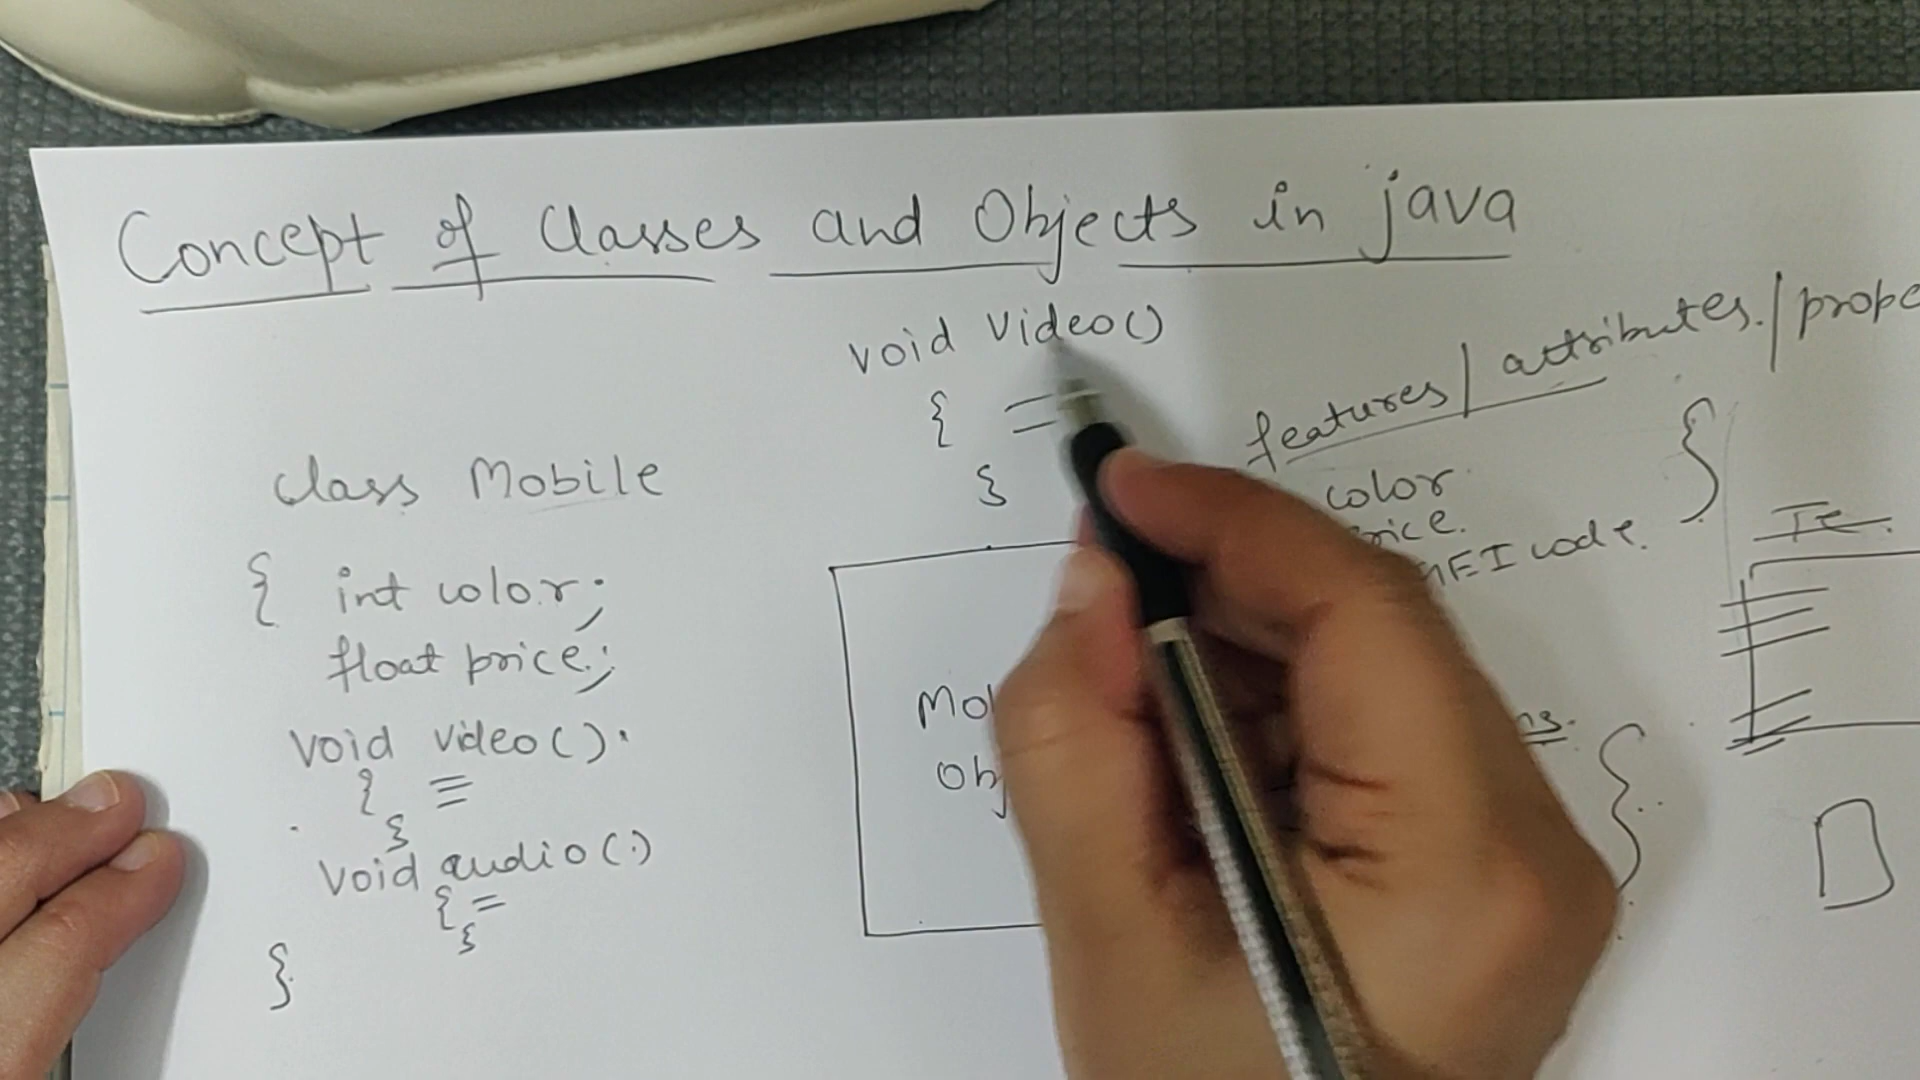 Concept of Classes and Objects in java
void video()
{ =
}
class Mobile
{ int color;
float price;
void video()
{ ≡
}
void audio()
{ =
}
}
features / attributes. /
color
code.